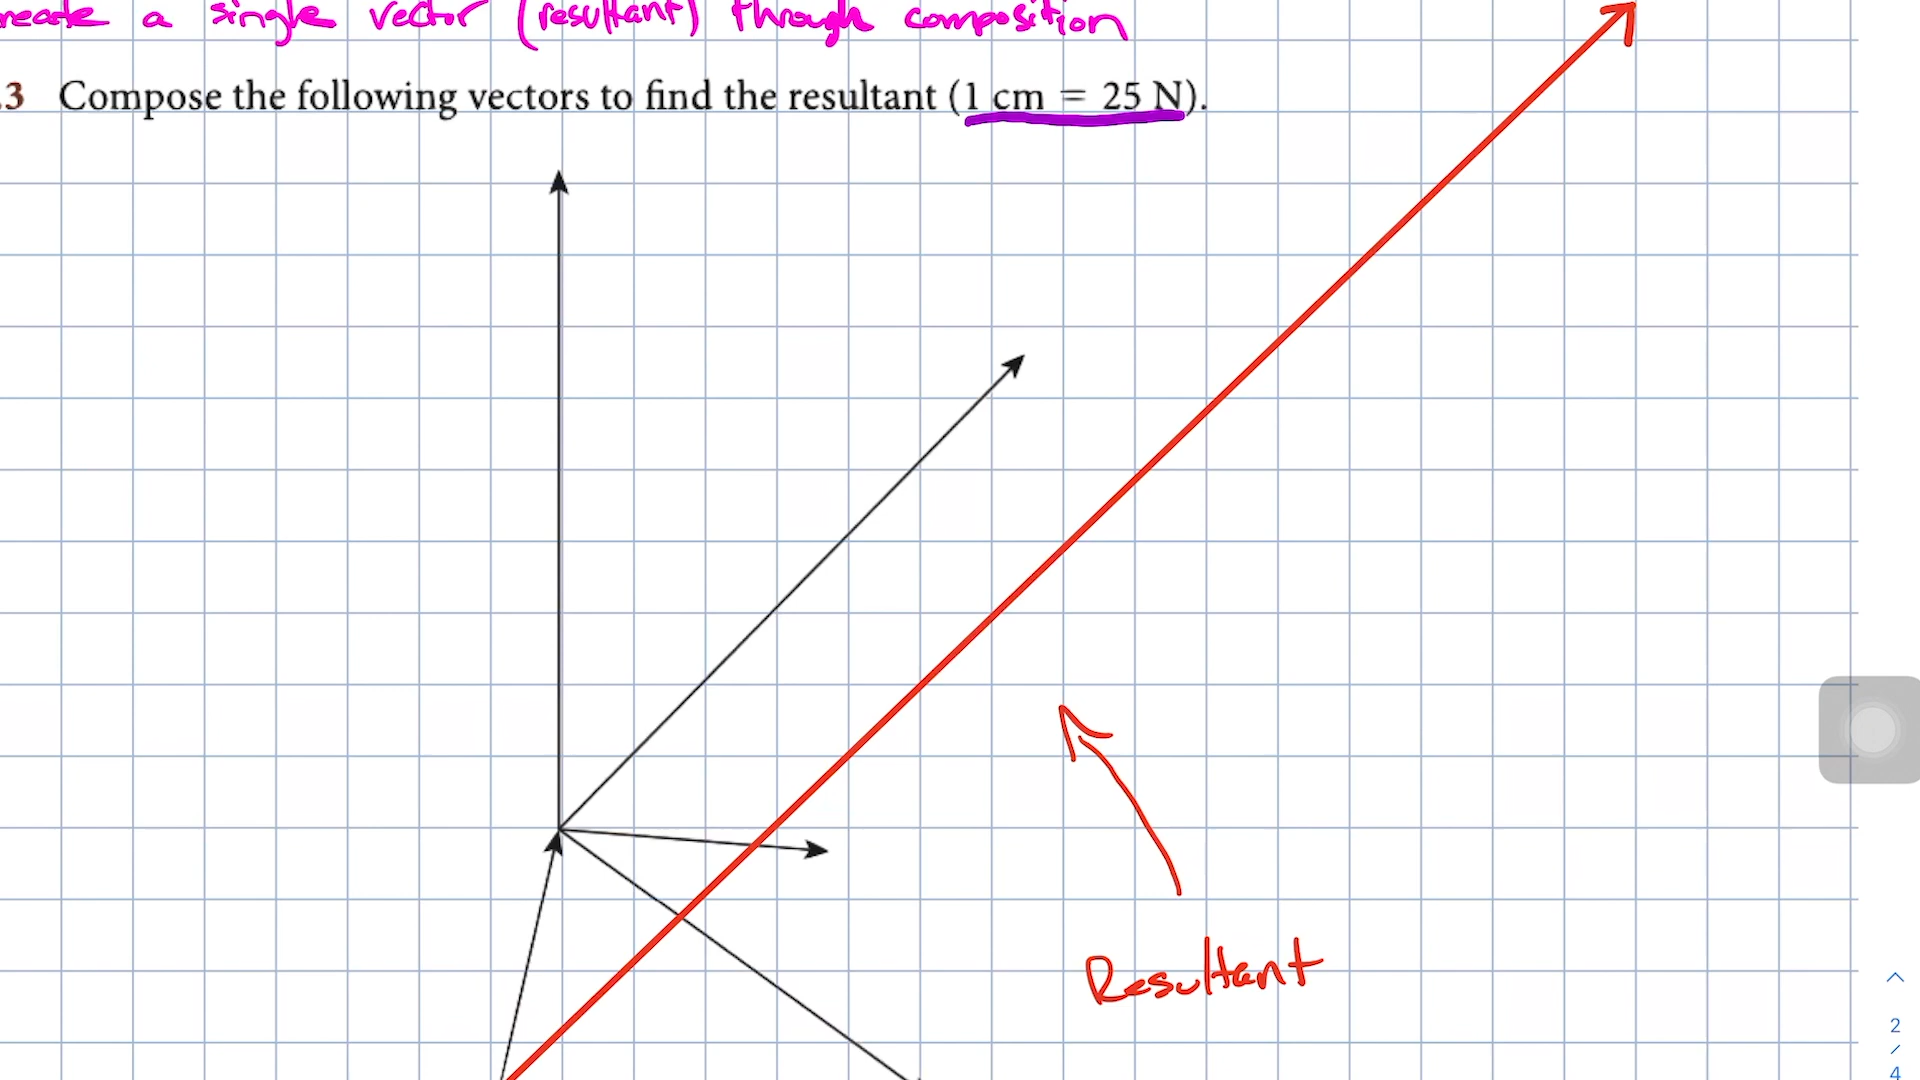 a single vector (resultant) through composition
.3 Compose the following vectors to find the resultant (1 cm = 25 N).
Resultant
2
/
4